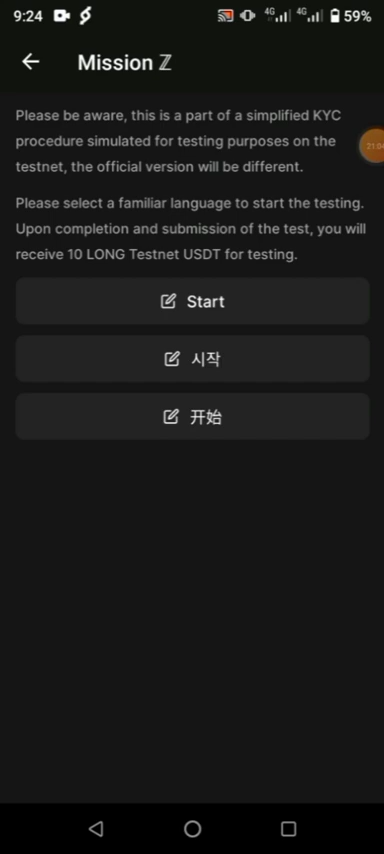 9:24 4G 4G 59%
Mission ℤ
Please be aware, this is a part of a simplified KYC
procedure simulated for testing purposes on the
testnet, the official version will be different.
21:04
Please select a familiar language to start the testing.
Upon completion and submission of the test, you will
receive 10 LONG Testnet USDT for testing.
Start
시작
开始